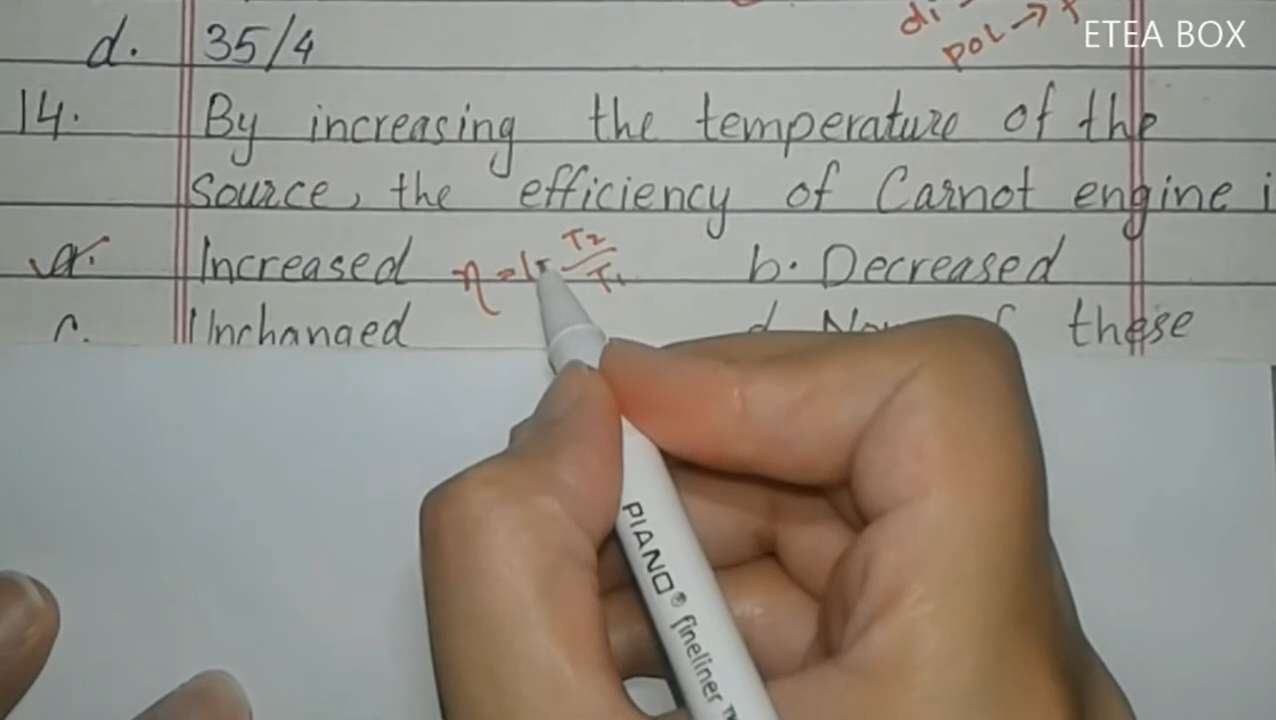 di
pol →
ETEA BOX
d. 35/4
14. By increasing the temperature of the
Source, the efficiency of Carnot engine i
a. Increased η = 1 - T2/T1 b. Decreased
c. Unchanged d. these
PIANO® fineliner